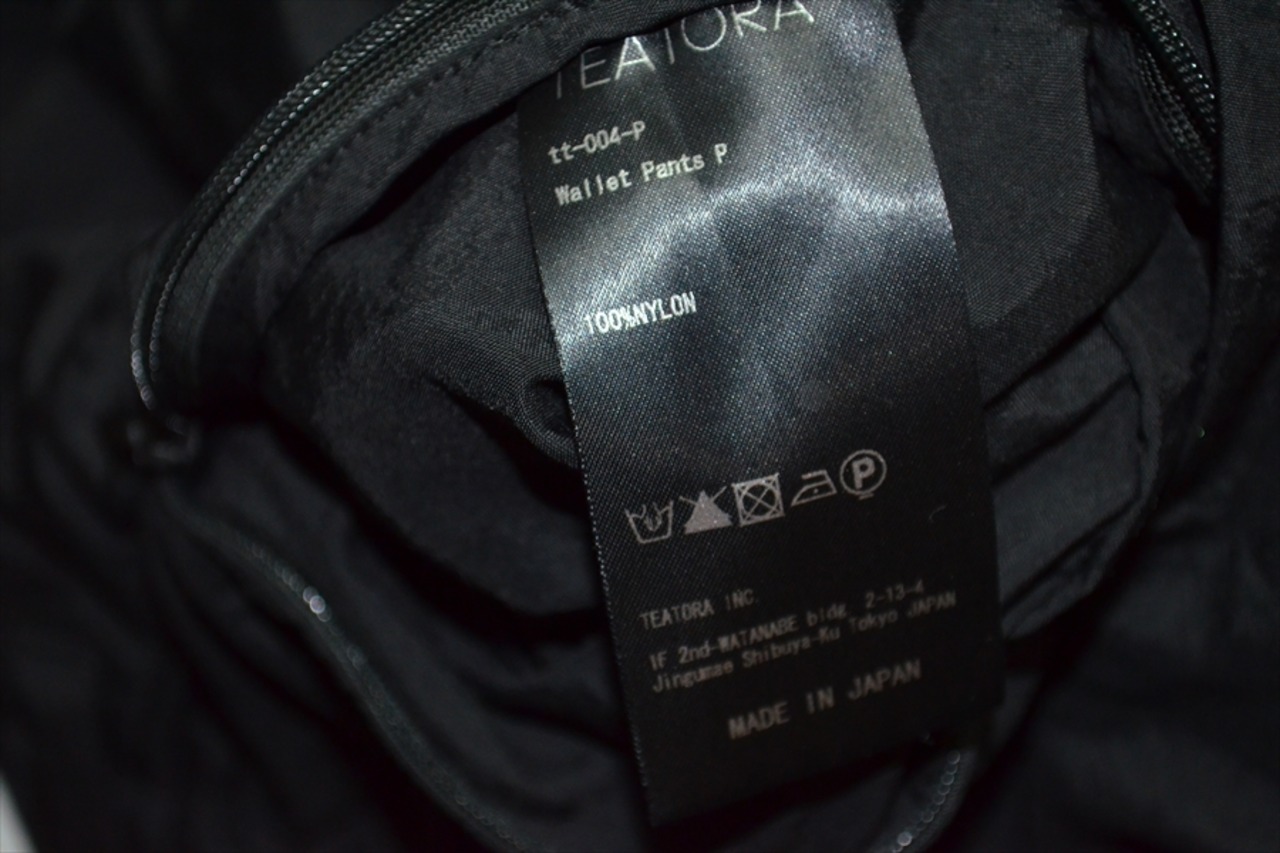 TEATORA
tt-004-P
Wallet Pants P
100%NYLON
P
TEATORA INC.
1F 2nd-WATANABE bldg, 2-13-4
Jingumae Shibuya-Ku Tokyo JAPAN
MADE IN JAPAN